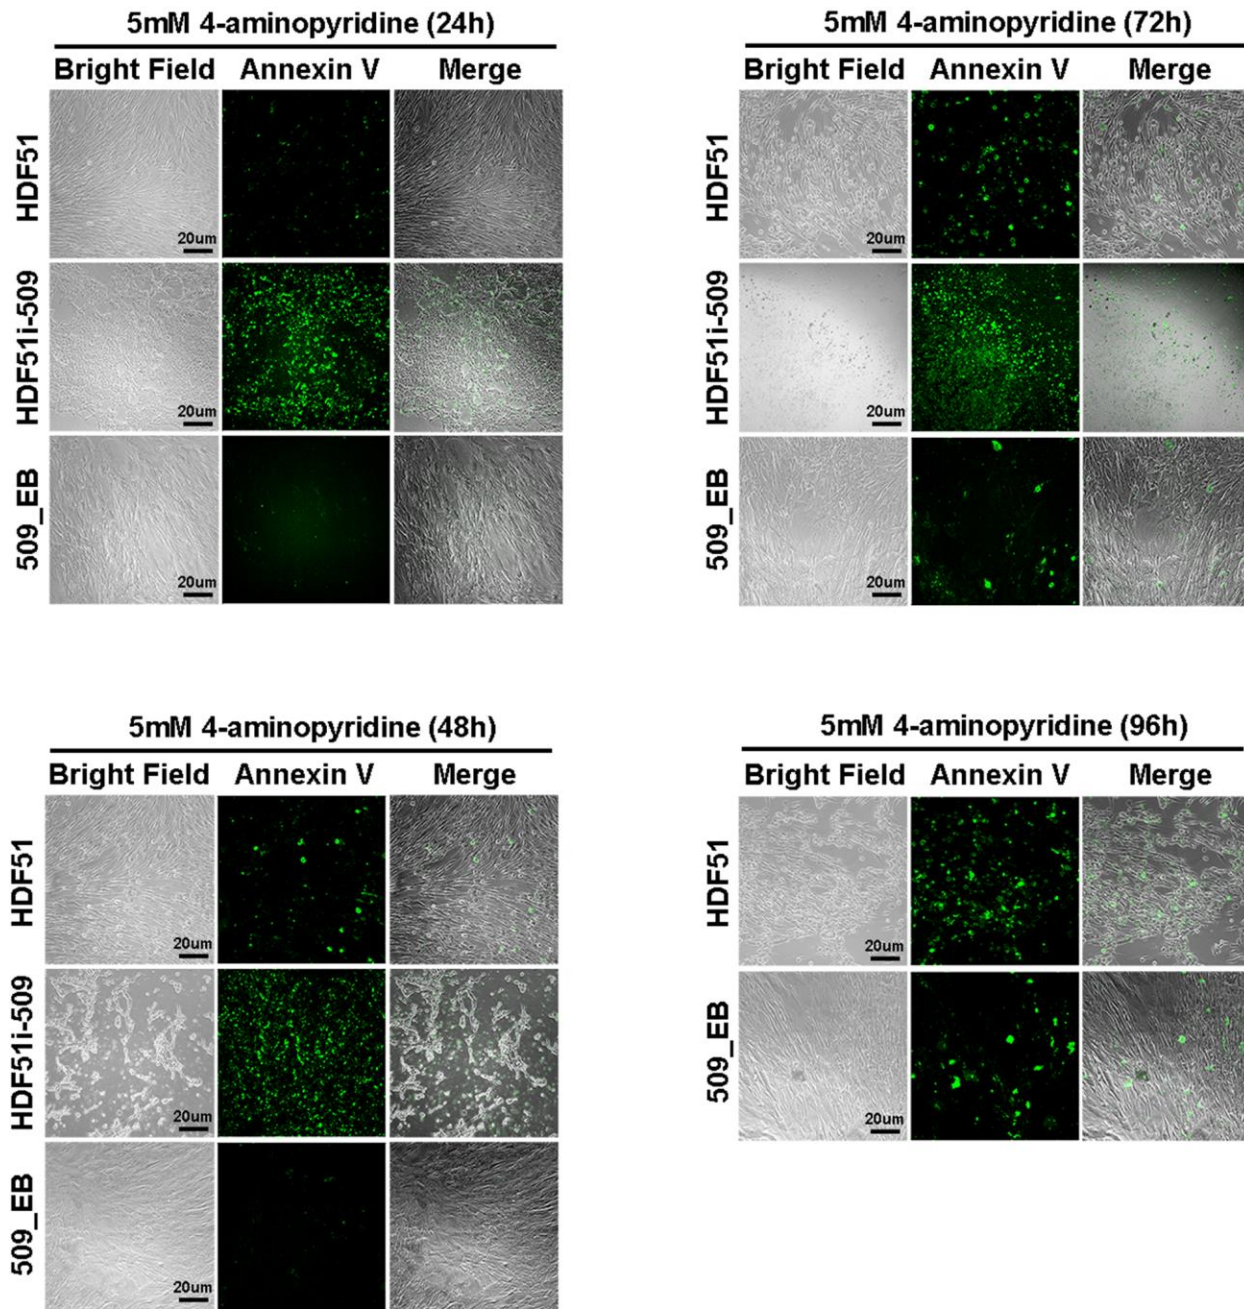 5mM 4-aminopyridine (24h)
Bright Field Annexin V Merge
HDF51
20um
HDF51i-509
20um
509_EB
20um
5mM 4-aminopyridine (72h)
Bright Field Annexin V Merge
HDF51
20um
HDF51i-509
20um
509_EB
20um
5mM 4-aminopyridine (48h)
Bright Field Annexin V Merge
HDF51
20um
HDF51i-509
20um
509_EB
20um
5mM 4-aminopyridine (96h)
Bright Field Annexin V Merge
HDF51
20um
509_EB
20um